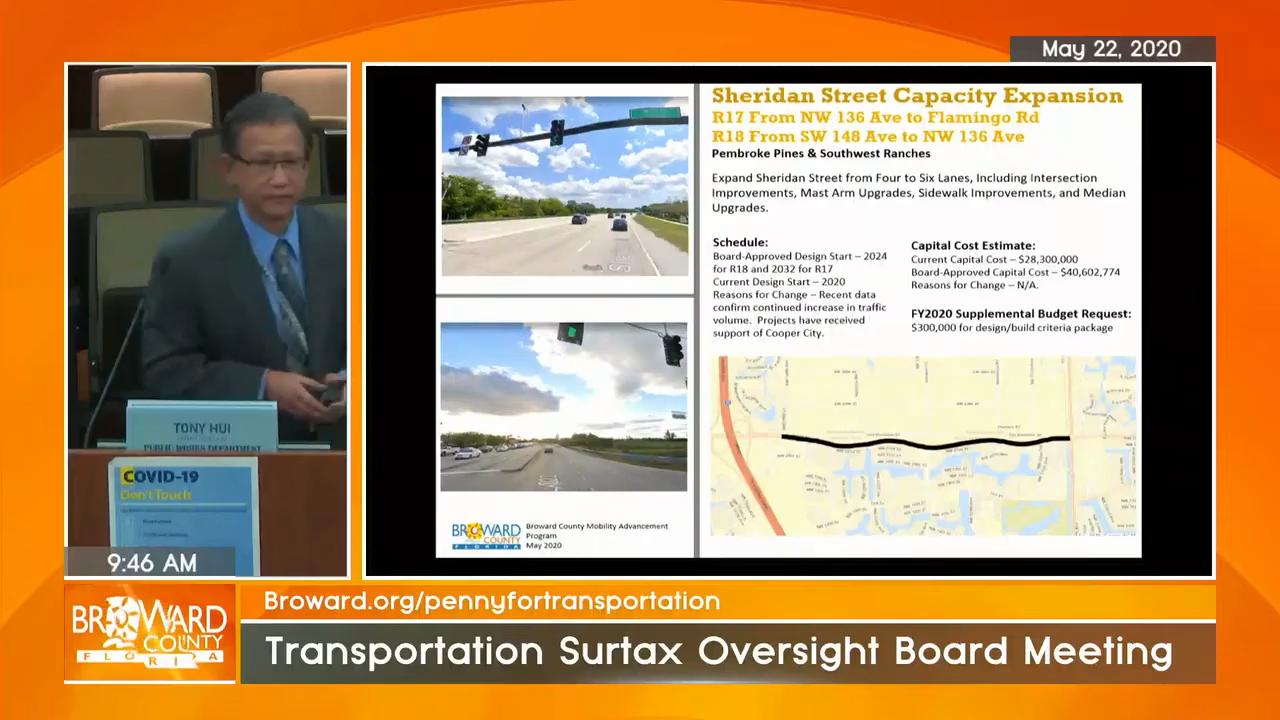 May 22, 2020
Sheridan Street Capacity Expansion
R17 From NW 136 Ave to Flamingo Rd
R18 From SW 148 Ave to NW 136 Ave
Pembroke Pines & Southwest Ranches
Expand Sheridan Street from Four to Six Lanes, Including Intersection
Improvements, Mast Arm Upgrades, Sidewalk Improvements, and Median
Upgrades.
Schedule:
Board-Approved Design Start – 2024
for R18 and 2032 for R17
Current Design Start – 2020
Reasons for Change – Recent data
confirm continued increase in traffic
volume. Projects have received
support of Cooper City.
Capital Cost Estimate:
Current Capital Cost – $28,300,000
Board-Approved Capital Cost – $40,602,774
Reasons for Change – N/A.
FY2020 Supplemental Budget Request:
$300,000 for design/build criteria package
Google
BROWARD
COUNTY
FLORIDA
Broward County Mobility Advancement
Program
May 2020
TONY HUI
PUBLIC WORKS DEPARTMENT
COVID-19
Don't Touch
9:46 AM
BROWARD
COUNTY
FLORIDA
Broward.org/pennyfortransportation
Transportation Surtax Oversight Board Meeting